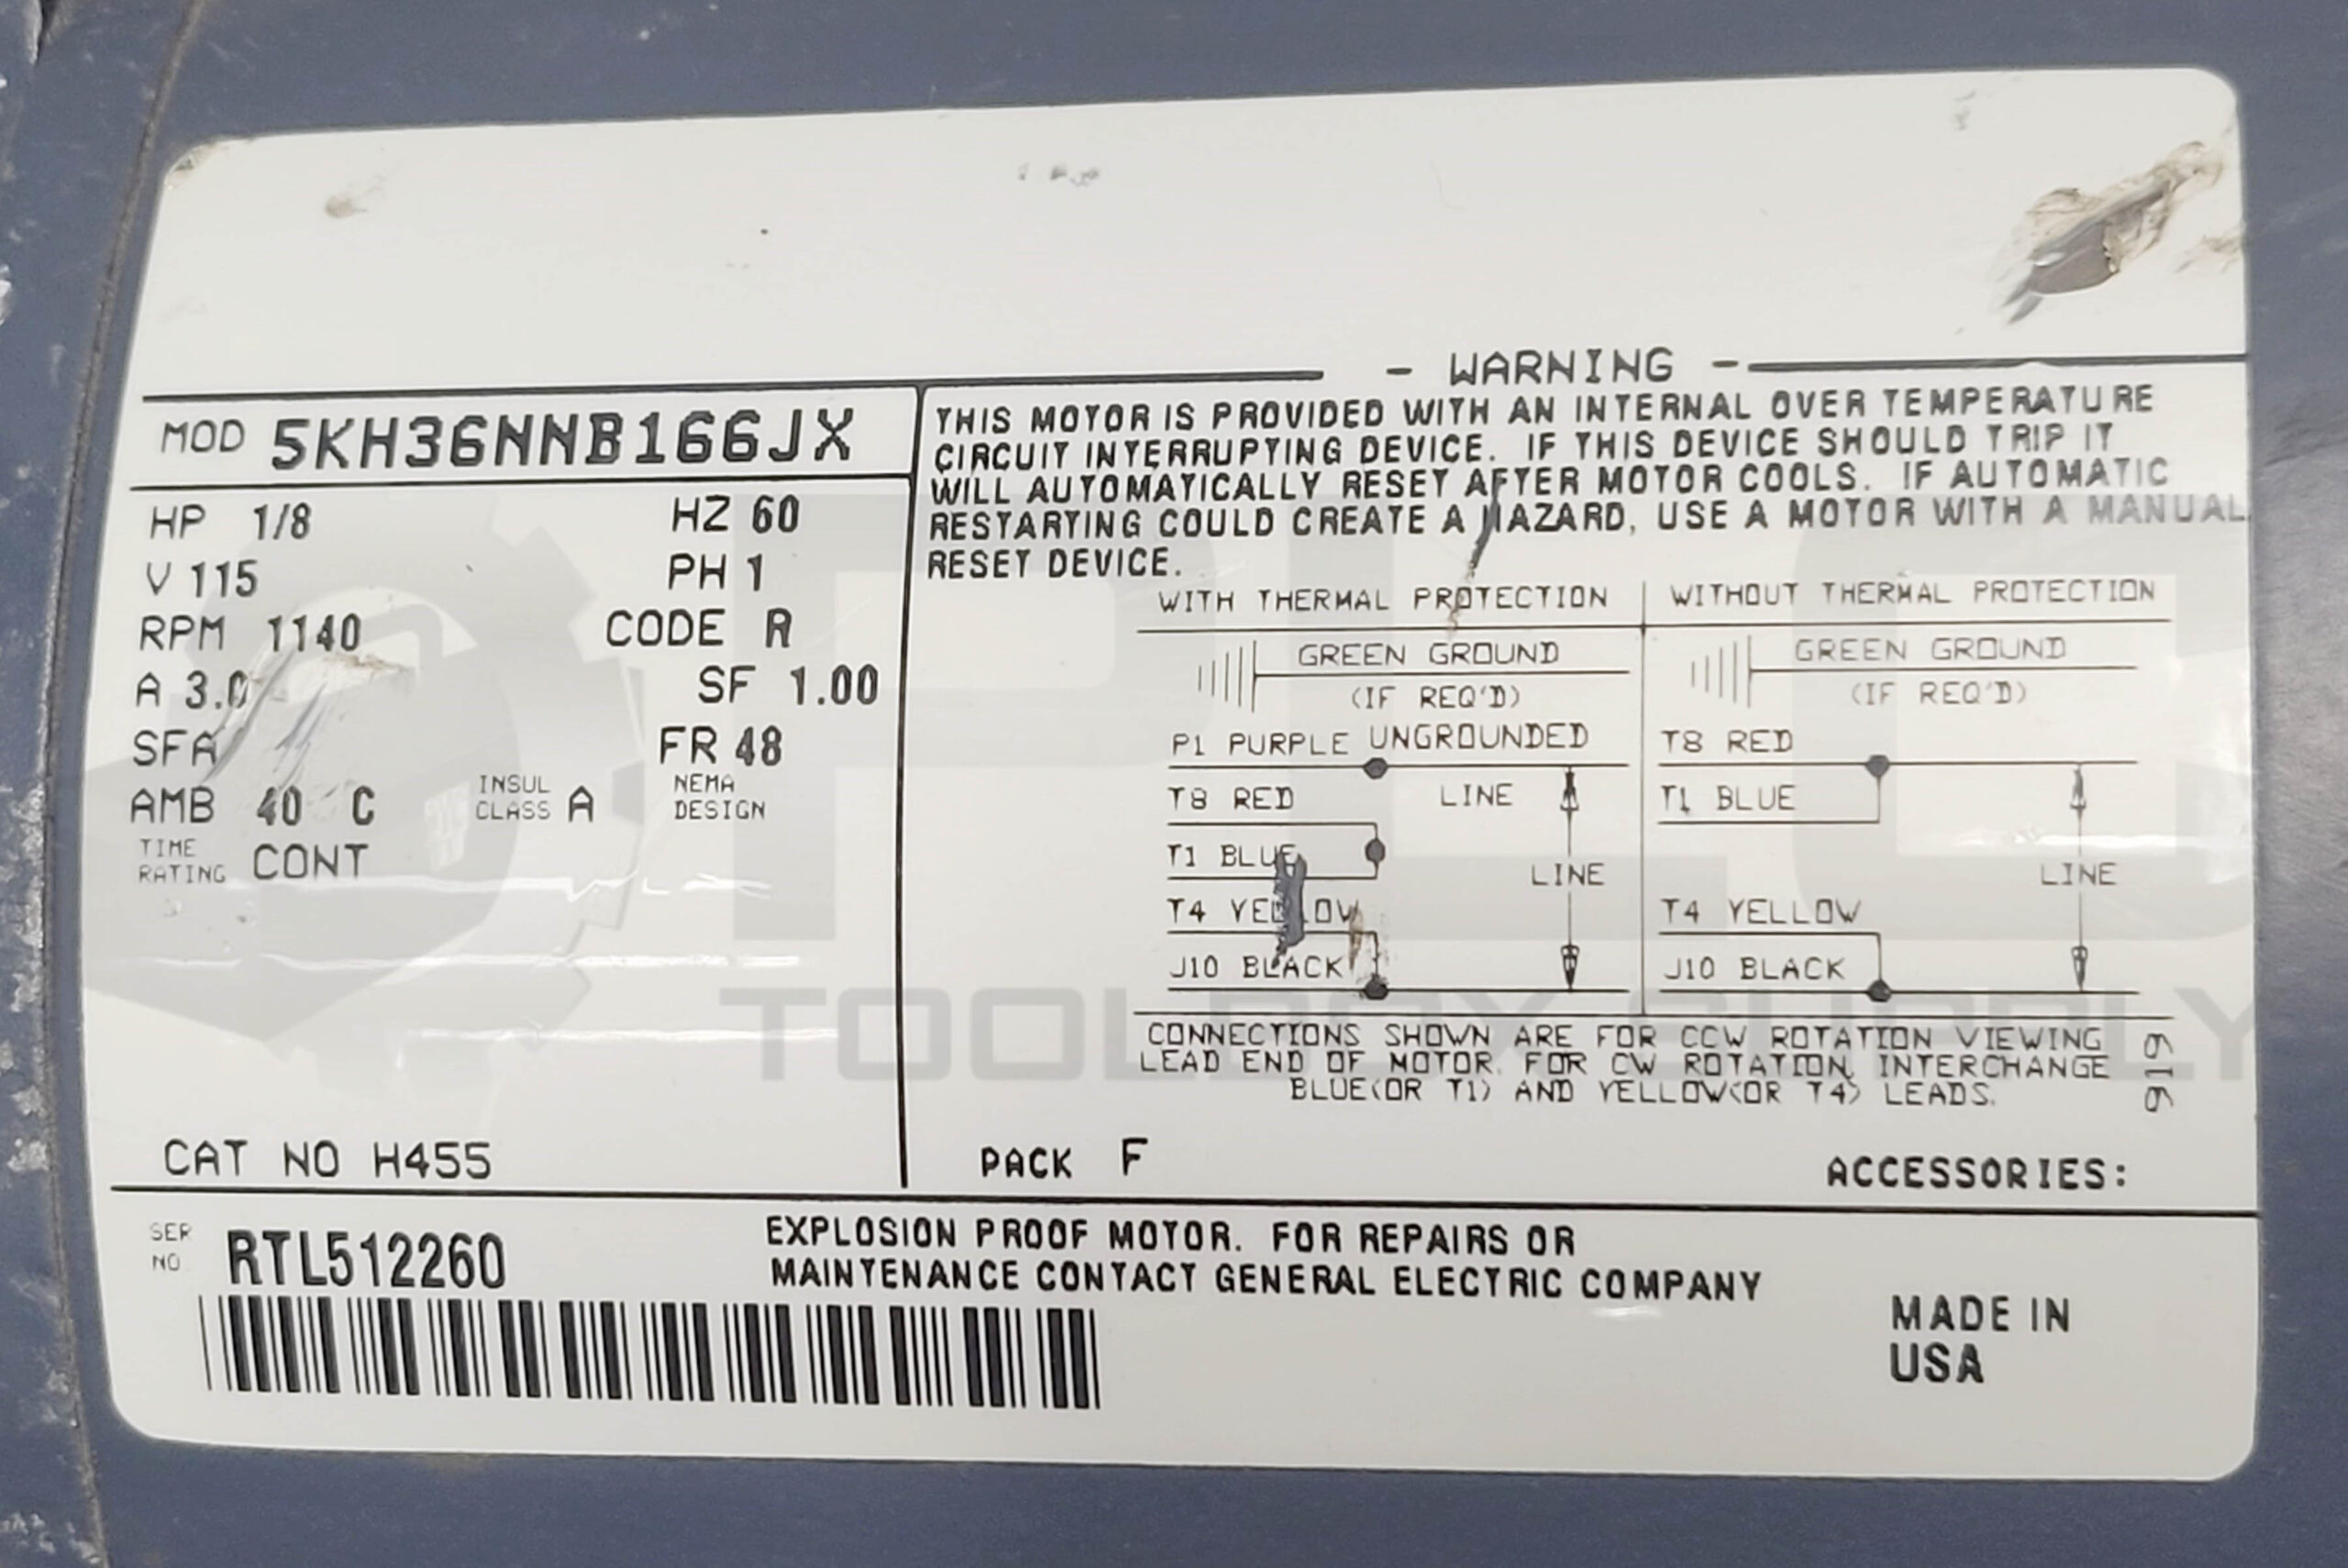 - WARNING -
MOD 5KH36NNB166JX
HP 1/8 HZ 60
V 115 PH 1
RPM 1140 CODE R
A 3.0 SF 1.00
SFA FR 48
AMB 40 C INSUL CLASS A NEMA DESIGN
TIME RATING CONT
CAT NO H455
THIS MOTOR IS PROVIDED WITH AN INTERNAL OVER TEMPERATURE
CIRCUIT INTERRUPTING DEVICE. IF THIS DEVICE SHOULD TRIP IT
WILL AUTOMATICALLY RESET AFTER MOTOR COOLS. IF AUTOMATIC
RESTARTING COULD CREATE A HAZARD, USE A MOTOR WITH A MANUAL
RESET DEVICE.
WITH THERMAL PROTECTION
GREEN GROUND
(IF REQ'D)
P1 PURPLE UNGROUNDED
T8 RED LINE
T1 BLUE
LINE
T4 YELLOW
J10 BLACK
WITHOUT THERMAL PROTECTION
GREEN GROUND
(IF REQ'D)
T8 RED
T1 BLUE
LINE
T4 YELLOW
J10 BLACK
CONNECTIONS SHOWN ARE FOR CCW ROTATION VIEWING
LEAD END OF MOTOR. FOR CW ROTATION, INTERCHANGE
BLUE(OR T1) AND YELLOW(OR T4) LEADS.
919
PACK F ACCESSORIES:
SER NO RTL512260
EXPLOSION PROOF MOTOR. FOR REPAIRS OR
MAINTENANCE CONTACT GENERAL ELECTRIC COMPANY
MADE IN
USA
PLC
TOOLBOX SUPPLY